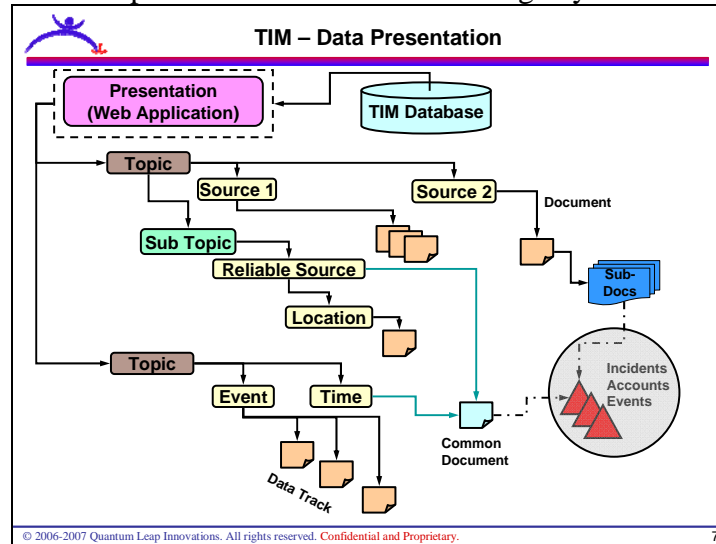 TIM – Data Presentation
Presentation
(Web Application)
TIM Database
Topic
Source 1
Source 2
Document
Sub Topic
Reliable Source
Sub-
Docs
Location
Topic
Incidents
Accounts
Events
Event
Time
Common
Document
Data Track
© 2006-2007 Quantum Leap Innovations. All rights reserved. Confidential and Proprietary.
7